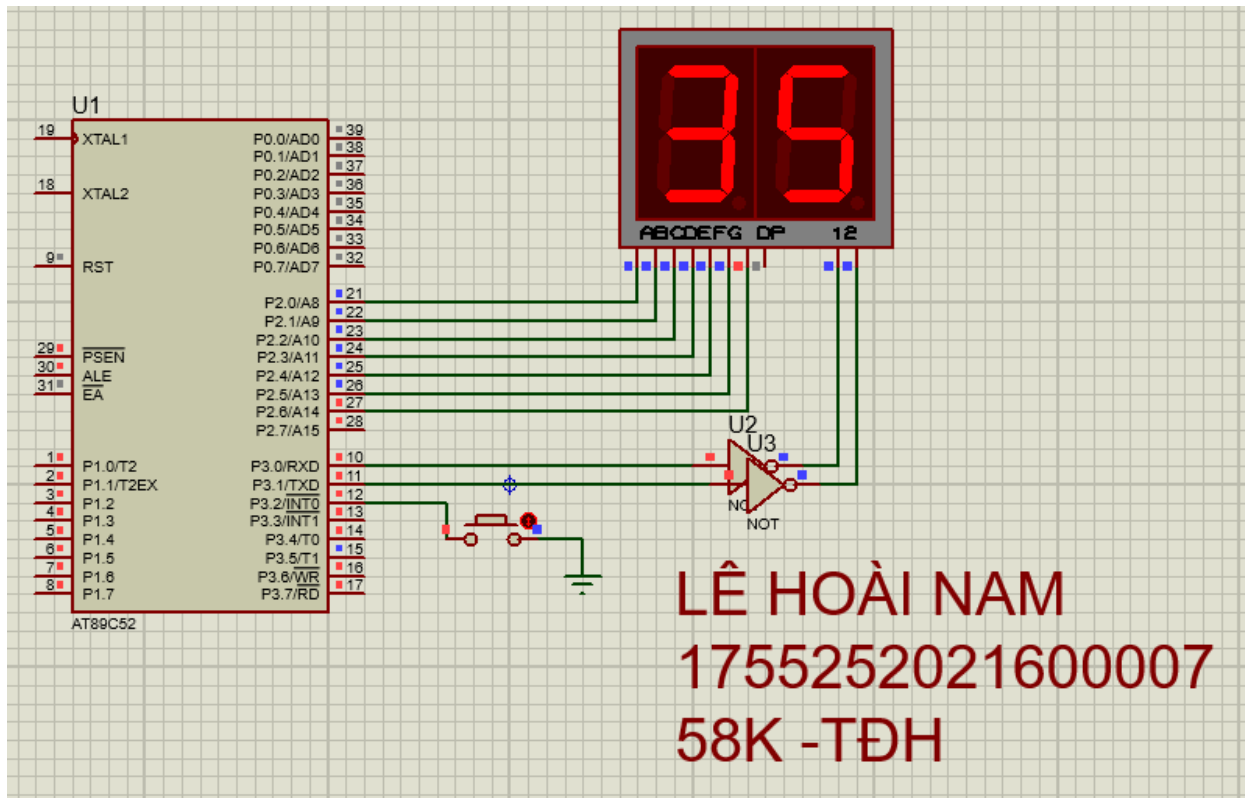 35
ABCDEFG DP 12
U1
19 XTAL1
18 XTAL2
9 RST
29 PSEN
30 ALE
31 EA
1 P1.0/T2
2 P1.1/T2EX
3 P1.2
4 P1.3
5 P1.4
6 P1.5
7 P1.6
8 P1.7
P0.0/AD0 39
P0.1/AD1 38
P0.2/AD2 37
P0.3/AD3 36
P0.4/AD4 35
P0.5/AD5 34
P0.6/AD6 33
P0.7/AD7 32
P2.0/A8 21
P2.1/A9 22
P2.2/A10 23
P2.3/A11 24
P2.4/A12 25
P2.5/A13 26
P2.6/A14 27
P2.7/A15 28
P3.0/RXD 10
P3.1/TXD 11
P3.2/INT0 12
P3.3/INT1 13
P3.4/T0 14
P3.5/T1 15
P3.6/WR 16
P3.7/RD 17
AT89C52
U2
U3
NOT
LÊ HOÀI NAM
1755252021600007
58K -TĐH